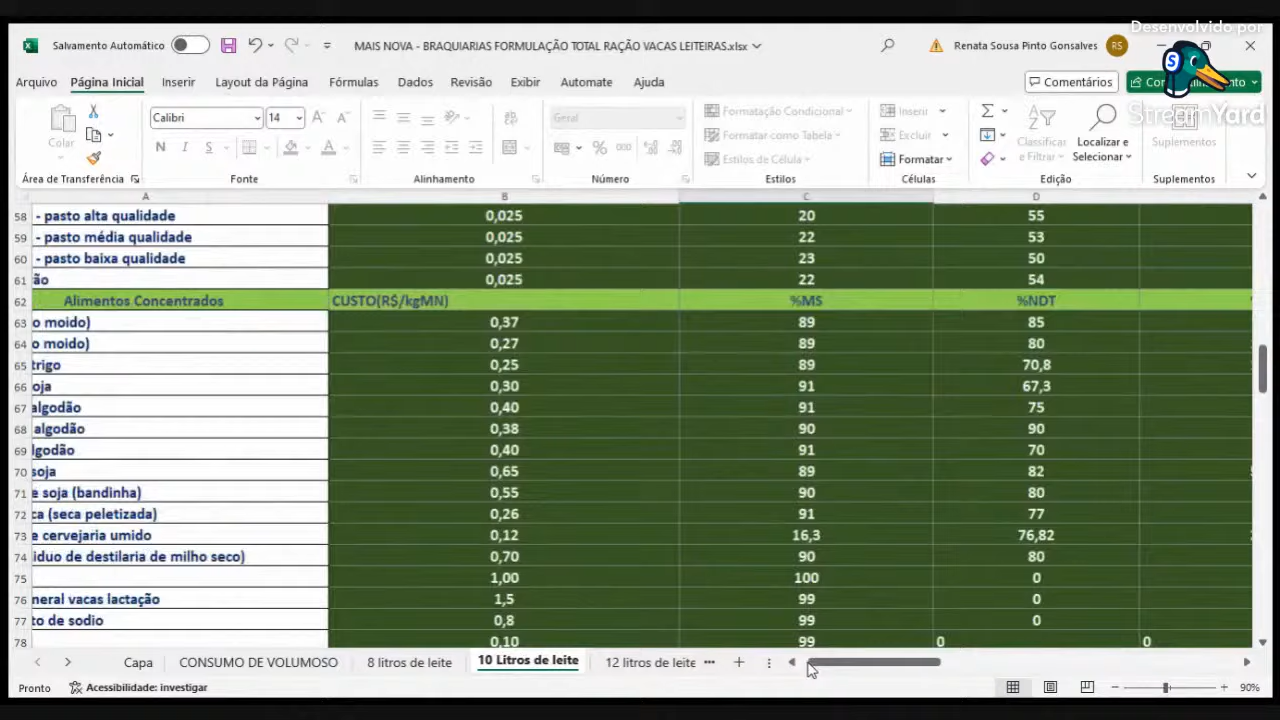 Desenvolvido por
StreamYard
Salvamento Automático
MAIS NOVA - BRAQUIARIAS FORMULAÇÃO TOTAL RAÇÃO VACAS LEITEIRAS.xlsx
Renata Sousa Pinto Gonsalves
RS
Arquivo Página Inicial Inserir Layout da Página Fórmulas Dados Revisão Exibir Automate Ajuda
Comentários
Colar
Calibri 14
N I S
Geral
Formatação Condicional
Formatar como Tabela
Estilos de Célula
Inserir
Excluir
Formatar
Classificar e Filtrar
Localizar e Selecionar
Suplementos
Área de Transferência Fonte Alinhamento Número Estilos Células Edição Suplementos
A B C D
58 - pasto alta qualidade 0,025 20 55
59 - pasto média qualidade 0,025 22 53
60 - pasto baixa qualidade 0,025 23 50
61 ão 0,025 22 54
62 Alimentos Concentrados CUSTO(R$/kgMN) %MS %NDT
63 o moido) 0,37 89 85
64 o moido) 0,27 89 80
65 trigo 0,25 89 70,8
66 oja 0,30 91 67,3
67 algodão 0,40 91 75
68 algodão 0,38 90 90
69 lgodão 0,40 91 70
70 soja 0,65 89 82
71 e soja (bandinha) 0,55 90 80
72 ca (seca peletizada) 0,26 91 77
73 e cervejaria umido 0,12 16,3 76,82
74 iduo de destilaria de milho seco) 0,70 90 80
75 1,00 100 0
76 neral vacas lactação 1,5 99 0
77 to de sodio 0,8 99 0
78 0,10 99 0 0
Capa CONSUMO DE VOLUMOSO 8 litros de leite 10 Litros de leite 12 litros de leite
Pronto Acessibilidade: investigar 90%